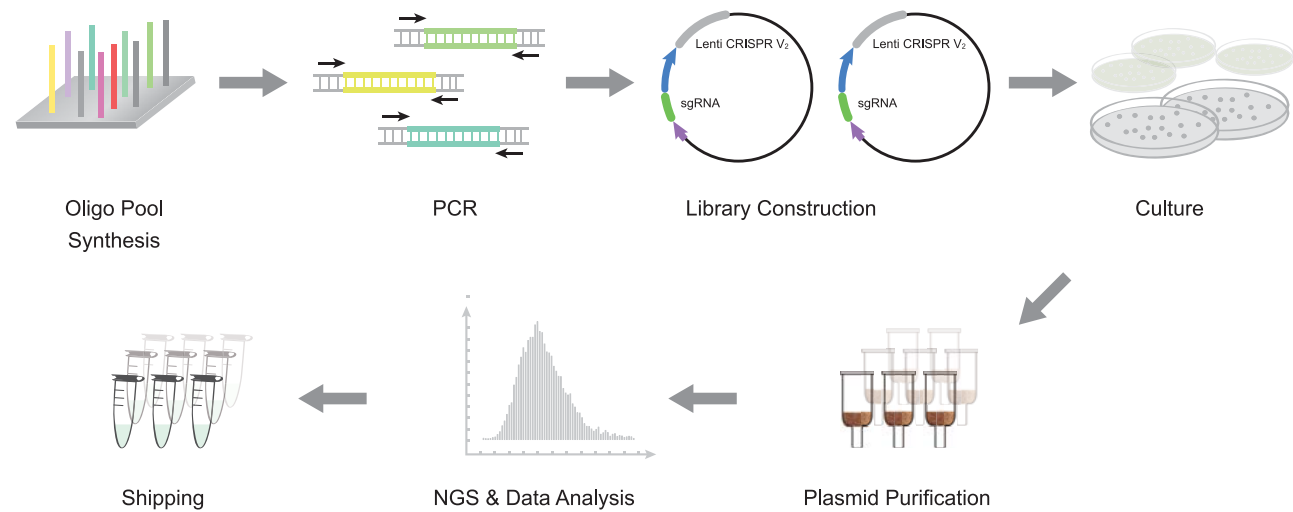 Lenti CRISPR V₂
sgRNA
Lenti CRISPR V₂
sgRNA
Oligo Pool
Synthesis
PCR
Library Construction
Culture
Shipping
NGS & Data Analysis
Plasmid Purification